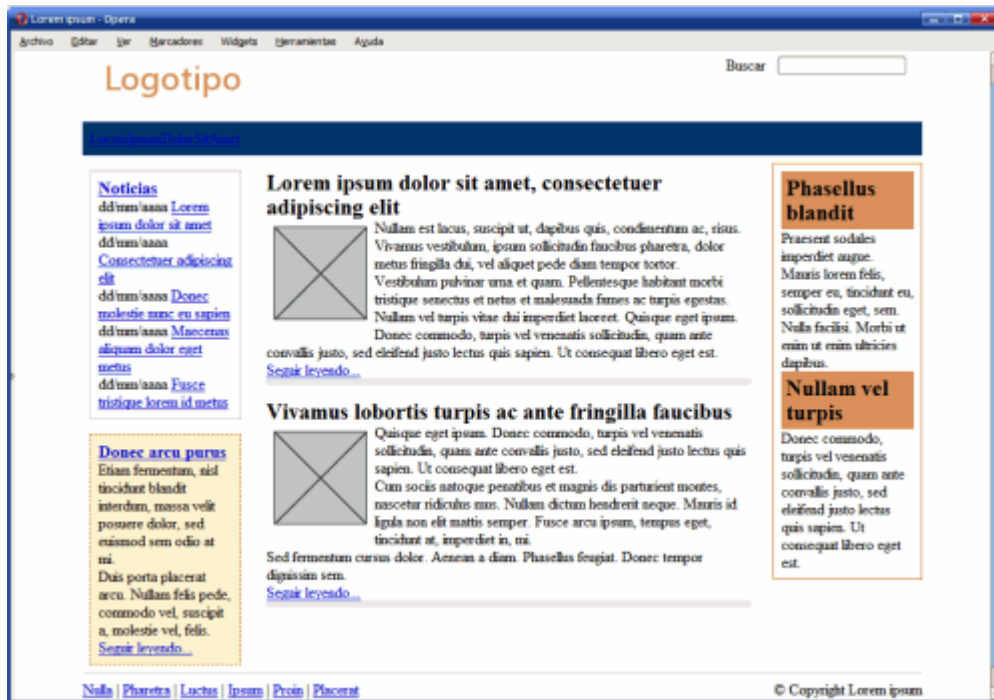 Lorem ipsum - Opera
Archivo Editar Ver Marcadores Widgets Herramientas Ayuda
Logotipo
Buscar
LoremIpsumDolorSitAmet
Noticias
dd/mm/aaaa Lorem
ipsum dolor sit amet
dd/mm/aaaa
Consectetuer adipiscing
elit
dd/mm/aaaa Donec
molestie nunc eu sapien
dd/mm/aaaa Maecenas
aliquam dolor eget
metus
dd/mm/aaaa Fusce
tristique lorem id metus
Donec arcu purus
Etiam fermentum, nisl
tincidunt blandit
interdum, massa velit
posuere dolor, sed
euismod sem odio at
mi.
Duis porta placerat
arcu. Nullam felis pede,
commodo vel, suscipit
a, molestie vel, felis.
Seguir leyendo...
Lorem ipsum dolor sit amet, consectetuer
adipiscing elit
Nullam est lacus, suscipit ut, dapibus quis, condimentum ac, risus.
Vivamus vestibulum, ipsum sollicitudin faucibus pharetra, dolor
metus fringilla dui, vel aliquet pede diam tempor tortor.
Vestibulum pulvinar urna et quam. Pellentesque habitant morbi
tristique senectus et netus et malesuada fames ac turpis egestas.
Nullam vel turpis vitae dui imperdiet laoreet. Quisque eget ipsum.
Donec commodo, turpis vel venenatis sollicitudin, quam ante
convallis justo, sed eleifend justo lectus quis sapien. Ut consequat libero eget est.
Seguir leyendo...
Vivamus lobortis turpis ac ante fringilla faucibus
Quisque eget ipsum. Donec commodo, turpis vel venenatis
sollicitudin, quam ante convallis justo, sed eleifend justo lectus quis
sapien. Ut consequat libero eget est.
Cum sociis natoque penatibus et magnis dis parturient montes,
nascetur ridiculus mus. Nullam dictum hendrerit neque. Mauris id
ligula non elit mattis semper. Fusce arcu ipsum, tempus eget,
tincidunt at, imperdiet in, mi.
Sed fermentum cursus dolor. Aenean a diam. Phasellus feugiat. Donec tempor
dignissim sem.
Seguir leyendo...
Phasellus
blandit
Praesent sodales
imperdiet augue.
Mauris lorem felis,
semper eu, tincidunt eu,
sollicitudin eget, sem.
Nulla facilisi. Morbi ut
enim ut enim ultricies
dapibus.
Nullam vel
turpis
Donec commodo,
turpis vel venenatis
sollicitudin, quam ante
convallis justo, sed
eleifend justo lectus
quis sapien. Ut
consequat libero eget
est.
Nulla | Pharetra | Luctus | Ipsum | Proin | Placerat
© Copyright Lorem ipsum